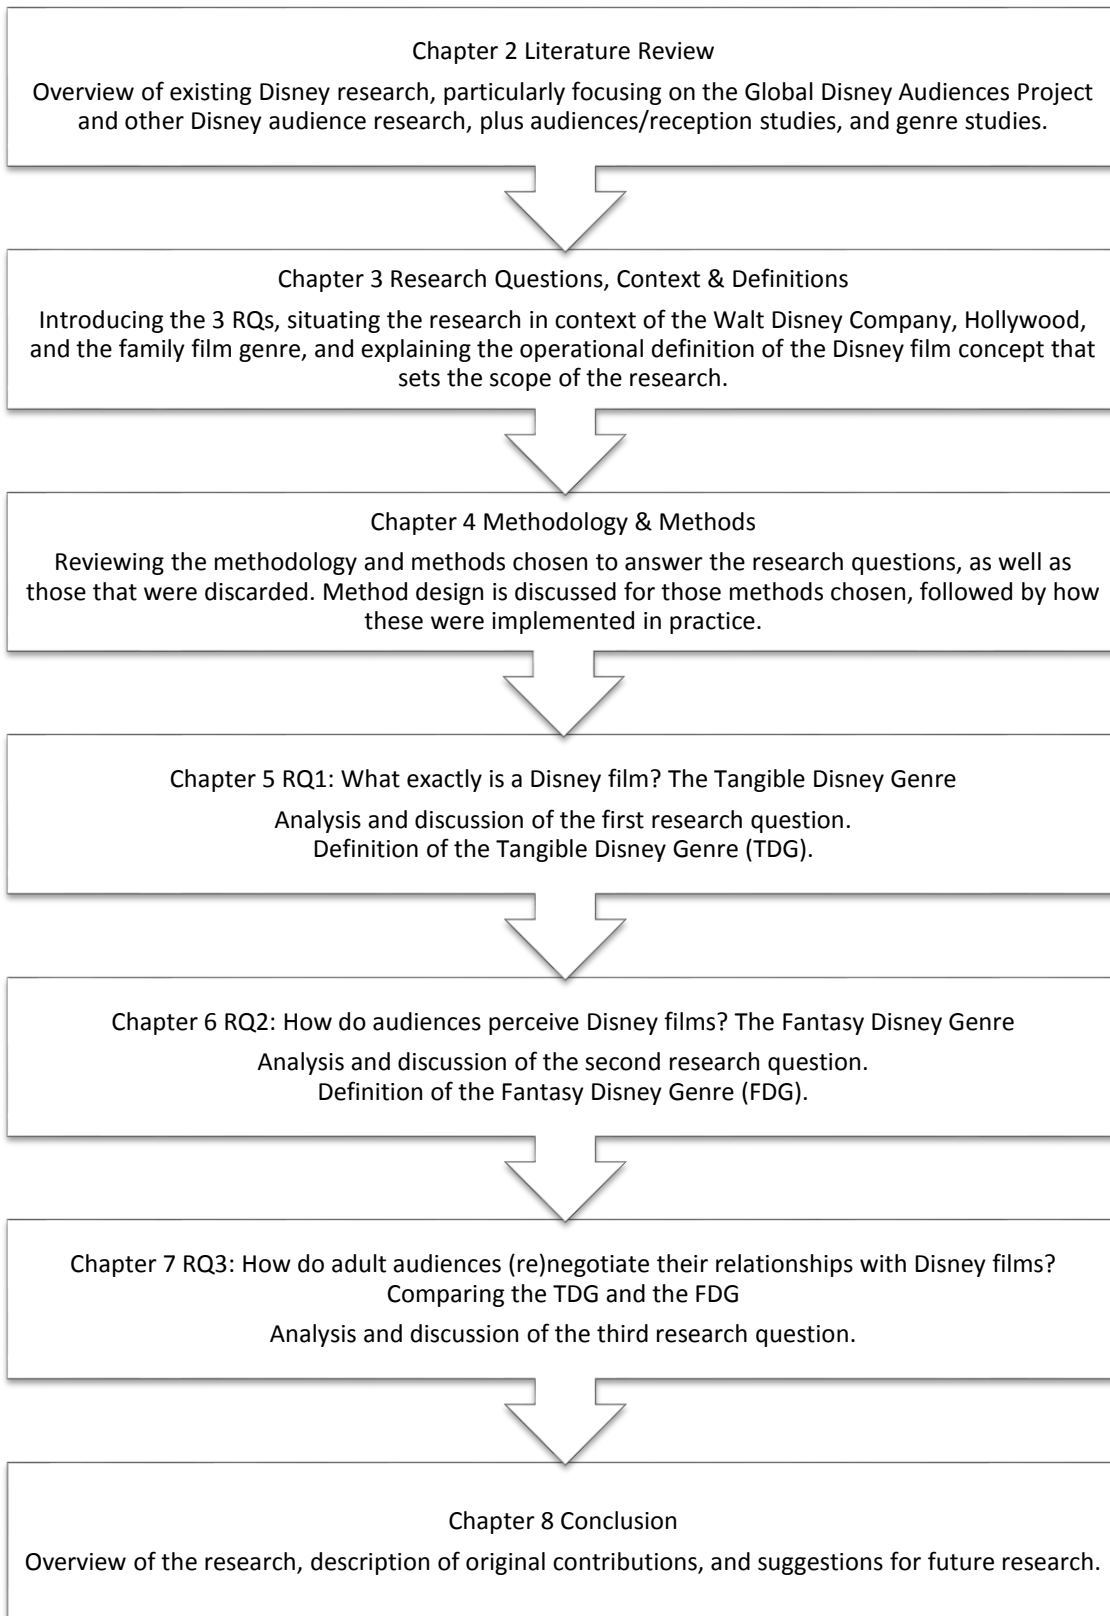 Chapter 2 Literature Review
Overview of existing Disney research, particularly focusing on the Global Disney Audiences Project
and other Disney audience research, plus audiences/reception studies, and genre studies.
Chapter 3 Research Questions, Context & Definitions
Introducing the 3 RQs, situating the research in context of the Walt Disney Company, Hollywood,
and the family film genre, and explaining the operational definition of the Disney film concept that
sets the scope of the research.
Chapter 4 Methodology & Methods
Reviewing the methodology and methods chosen to answer the research questions, as well as
those that were discarded. Method design is discussed for those methods chosen, followed by how
these were implemented in practice.
Chapter 5 RQ1: What exactly is a Disney film? The Tangible Disney Genre
Analysis and discussion of the first research question.
Definition of the Tangible Disney Genre (TDG).
Chapter 6 RQ2: How do audiences perceive Disney films? The Fantasy Disney Genre
Analysis and discussion of the second research question.
Definition of the Fantasy Disney Genre (FDG).
Chapter 7 RQ3: How do adult audiences (re)negotiate their relationships with Disney films?
Comparing the TDG and the FDG
Analysis and discussion of the third research question.
Chapter 8 Conclusion
Overview of the research, description of original contributions, and suggestions for future research.